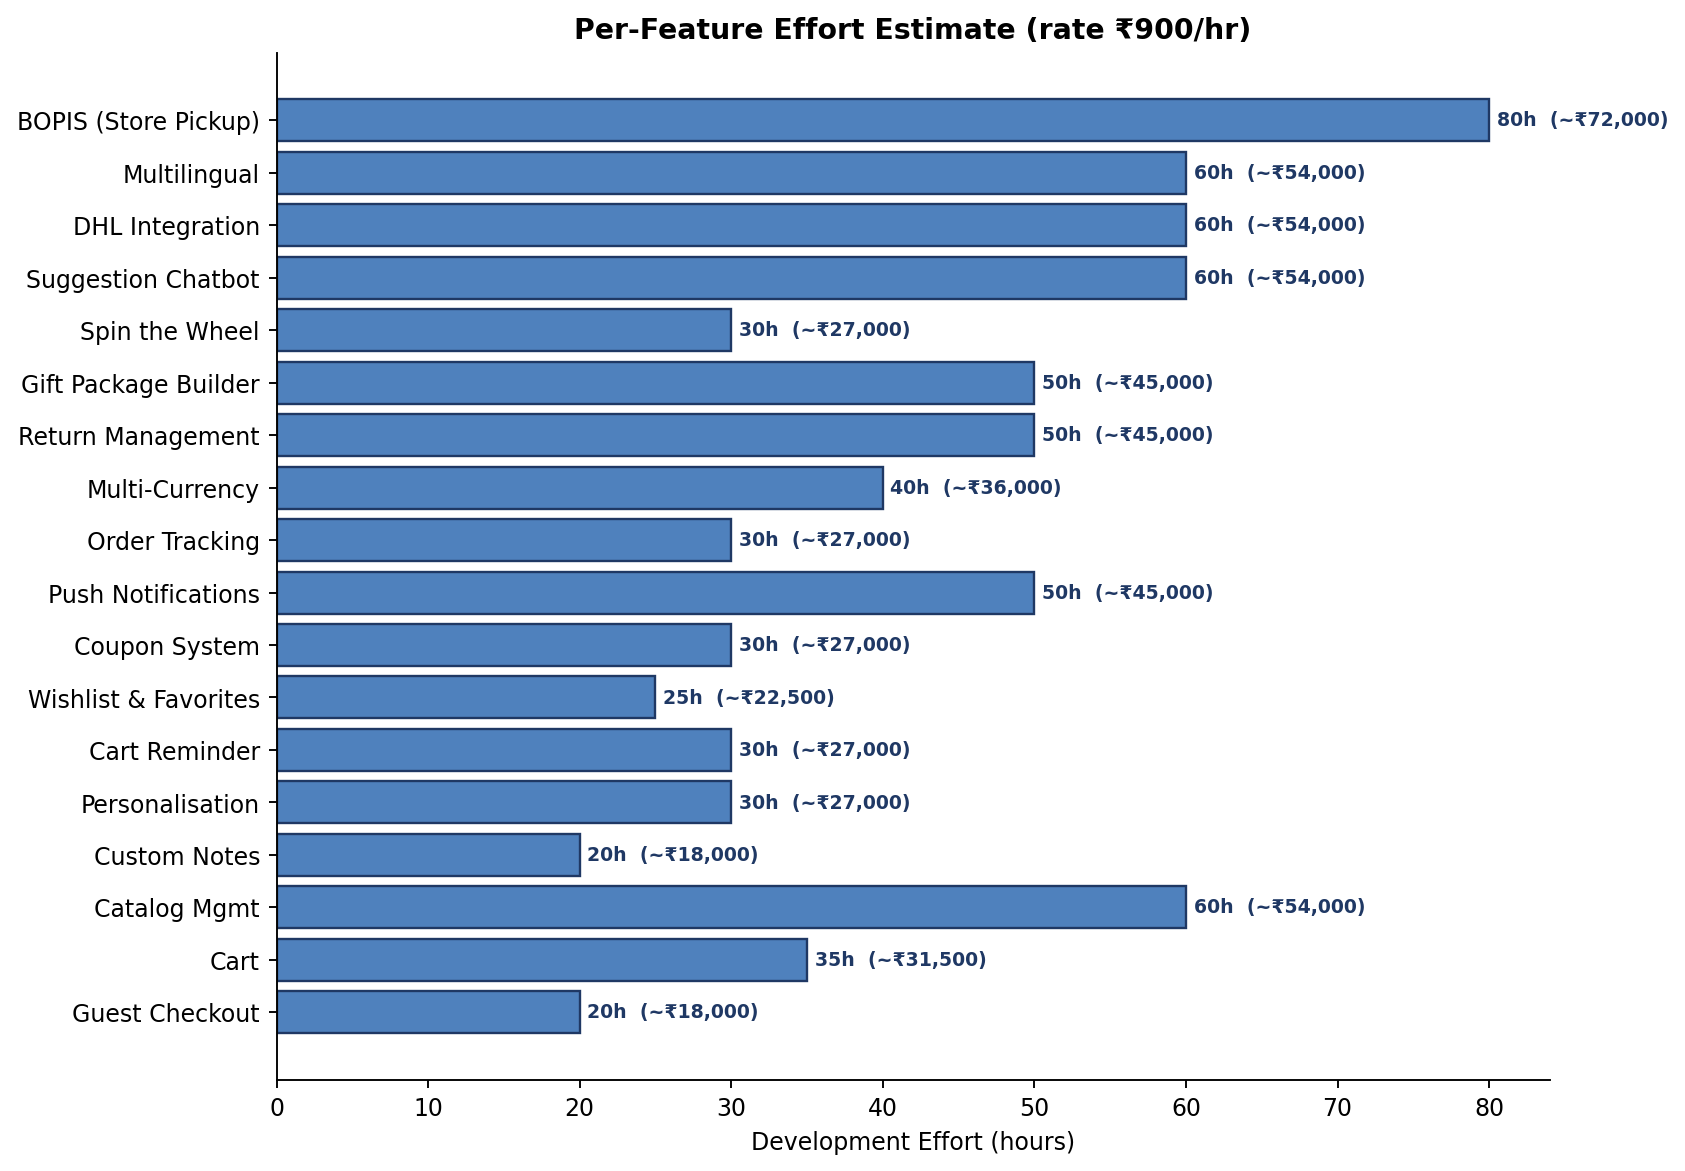 Per-Feature Effort Estimate (rate ₹900/hr)
BOPIS (Store Pickup) 80h (~₹72,000)
Multilingual 60h (~₹54,000)
DHL Integration 60h (~₹54,000)
Suggestion Chatbot 60h (~₹54,000)
Spin the Wheel 30h (~₹27,000)
Gift Package Builder 50h (~₹45,000)
Return Management 50h (~₹45,000)
Multi-Currency 40h (~₹36,000)
Order Tracking 30h (~₹27,000)
Push Notifications 50h (~₹45,000)
Coupon System 30h (~₹27,000)
Wishlist & Favorites 25h (~₹22,500)
Cart Reminder 30h (~₹27,000)
Personalisation 30h (~₹27,000)
Custom Notes 20h (~₹18,000)
Catalog Mgmt 60h (~₹54,000)
Cart 35h (~₹31,500)
Guest Checkout 20h (~₹18,000)
0 10 20 30 40 50 60 70 80
Development Effort (hours)